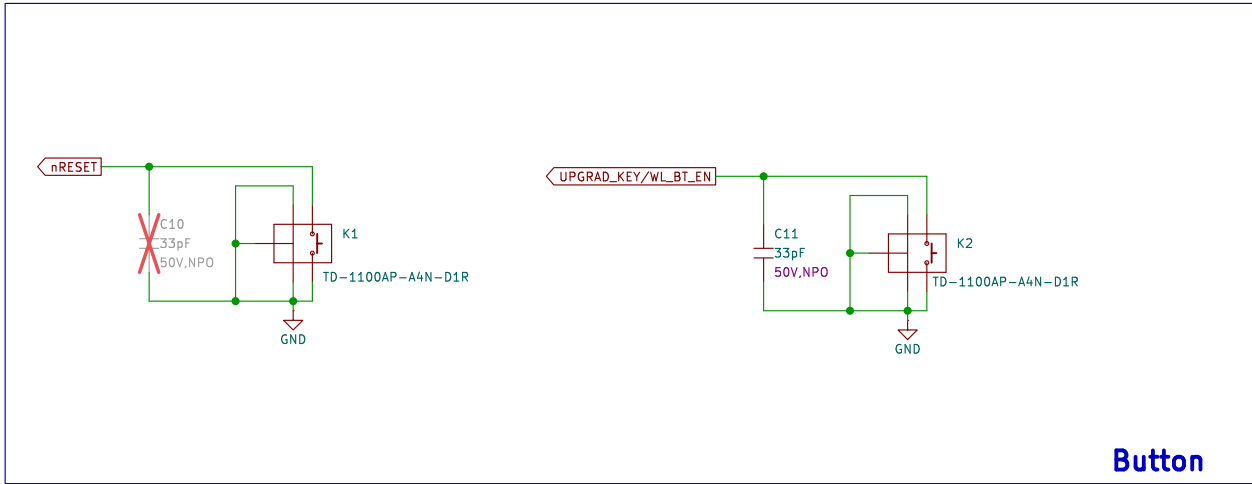 nRESET
C10
33pF
50V,NPO
K1
TD-1100AP-A4N-D1R
GND
UPGRAD_KEY/WL_BT_EN
C11
33pF
50V,NPO
K2
TD-1100AP-A4N-D1R
GND
Button